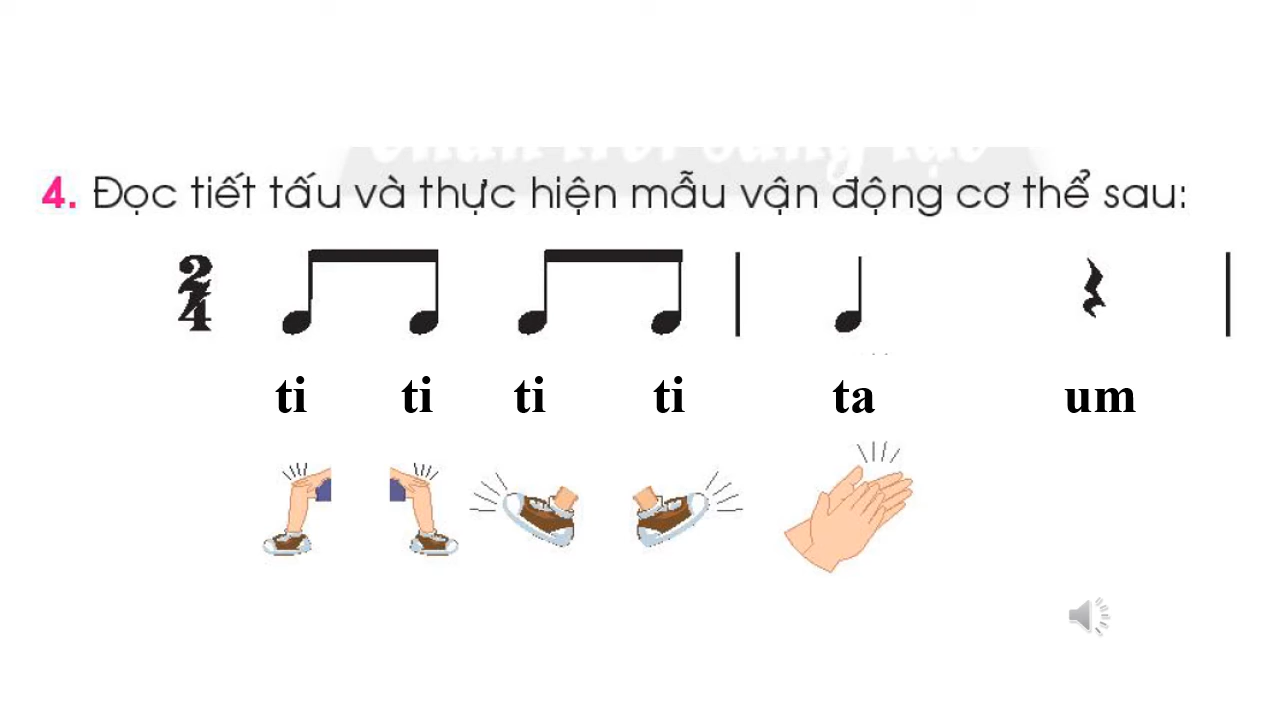 4. Đọc tiết tấu và thực hiện mẫu vận động cơ thể sau:
2
4
ti ti ti ti ta um